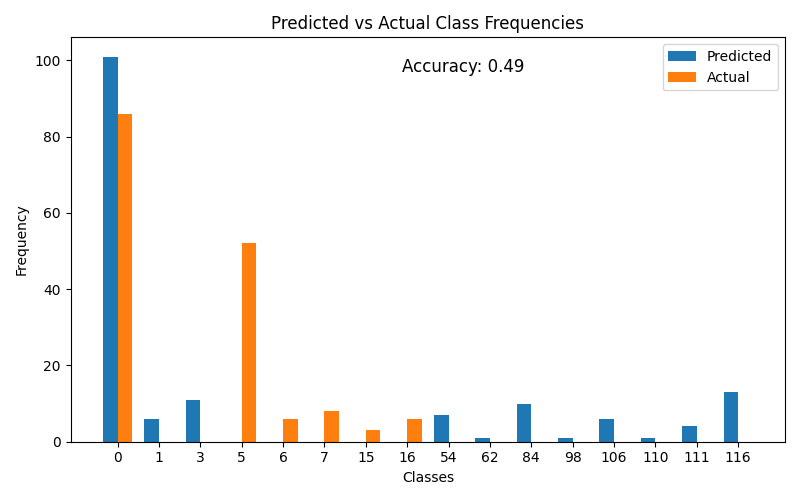 Predicted vs Actual Class Frequencies
Accuracy: 0.49
Predicted
Actual
Frequency
100
80
60
40
20
0
0 1 3 5 6 7 15 16 54 62 84 98 106 110 111 116
Classes